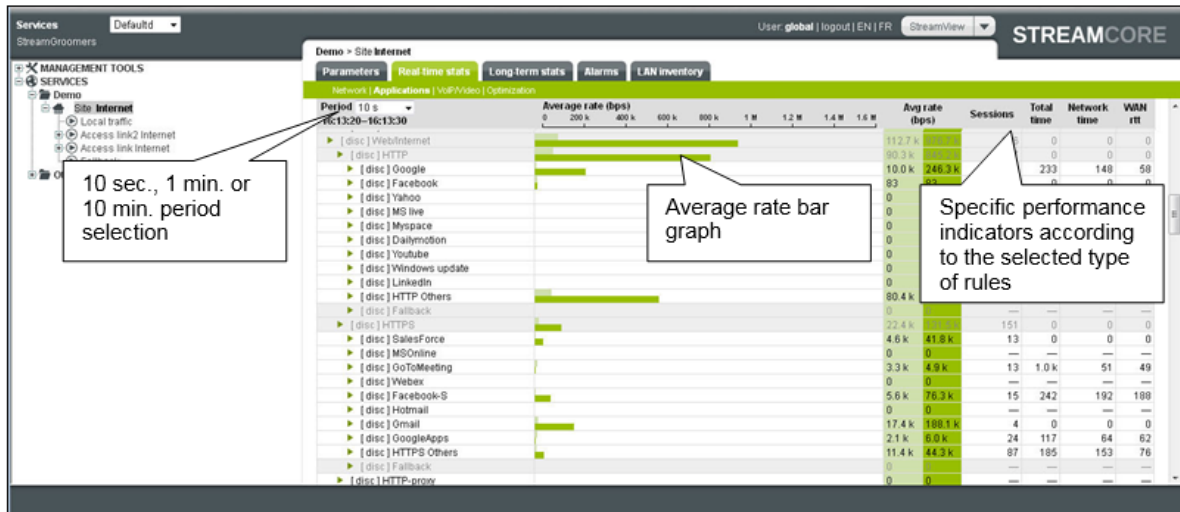 Services Defaultd User: global | logout | EN | FR StreamView
StreamGroomers STREAMCORE
MANAGEMENT TOOLS
SERVICES
Demo
Site Internet
Local traffic
Access link2 Internet
Access link Internet
Demo > Site Internet
Parameters Real-time stats Long-term stats Alarms LAN inventory
Network | Applications | VoIP/Video | Optimization
Period 10 s Average rate (bps) Avg rate (bps) Sessions Total time Network time WAN rtt
16:13:20–16:13:30 0 200 k 400 k 600 k 800 k 1 M 1.2 M 1.4 M 1.6 M
[ disc ] Web/Internet 112.7 k 0 0 0
[ disc ] HTTP 90.3 k 0 0 0
[ disc ] Google 10.0 k 246.3 k 233 148 58
[ disc ] Facebook 83
[ disc ] Yahoo 0
[ disc ] MS live 0
[ disc ] Myspace 0
[ disc ] Dailymotion 0
[ disc ] Youtube 0
[ disc ] Windows update 0
[ disc ] LinkedIn 0
[ disc ] HTTP Others 80.4 k
[ disc ] Fallback 0 0 — — — —
[ disc ] HTTPS 22.4 k 151 0 0 0
[ disc ] SalesForce 4.6 k 41.8 k 13 0 0 0
[ disc ] MSOnline 0 0 — — — —
[ disc ] GoToMeeting 3.3 k 4.9 k 13 1.0 k 51 49
[ disc ] Webex 0 0 — — — —
[ disc ] Facebook-S 5.6 k 76.3 k 15 242 192 188
[ disc ] Hotmail 0 0 — — — —
[ disc ] Gmail 17.4 k 188.1 k 4 0 0 0
[ disc ] GoogleApps 2.1 k 6.0 k 24 117 64 62
[ disc ] HTTPS Others 11.4 k 44.3 k 87 185 153 76
[ disc ] Fallback 0 0 — — — —
[ disc ] HTTP-proxy 0 0 — — — —
10 sec., 1 min. or
10 min. period
selection
Average rate bar
graph
Specific performance
indicators according
to the selected type
of rules